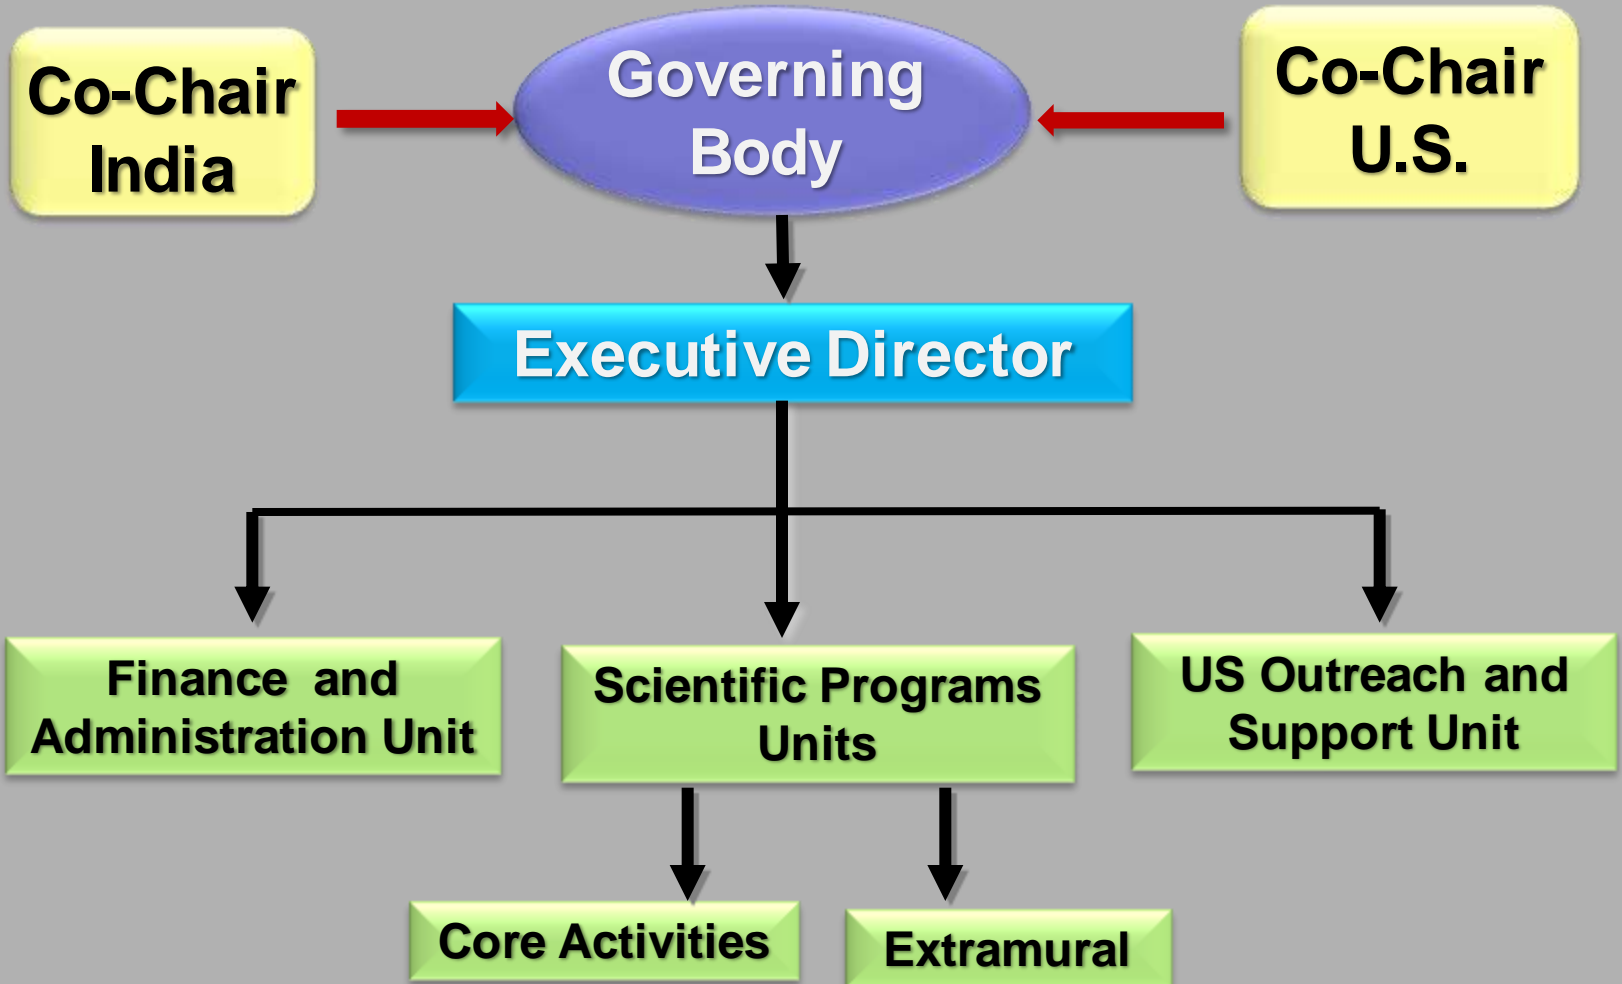 Co-Chair
India
Governing
Body
Co-Chair
U.S.
Executive Director
Finance and
Administration Unit
Scientific Programs
Units
US Outreach and
Support Unit
Core Activities
Extramural